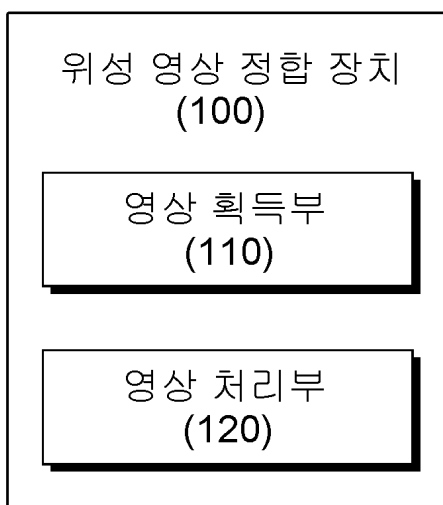 위성 영상 정합 장치
(100)
영상 획득부
(110)
영상 처리부
(120)